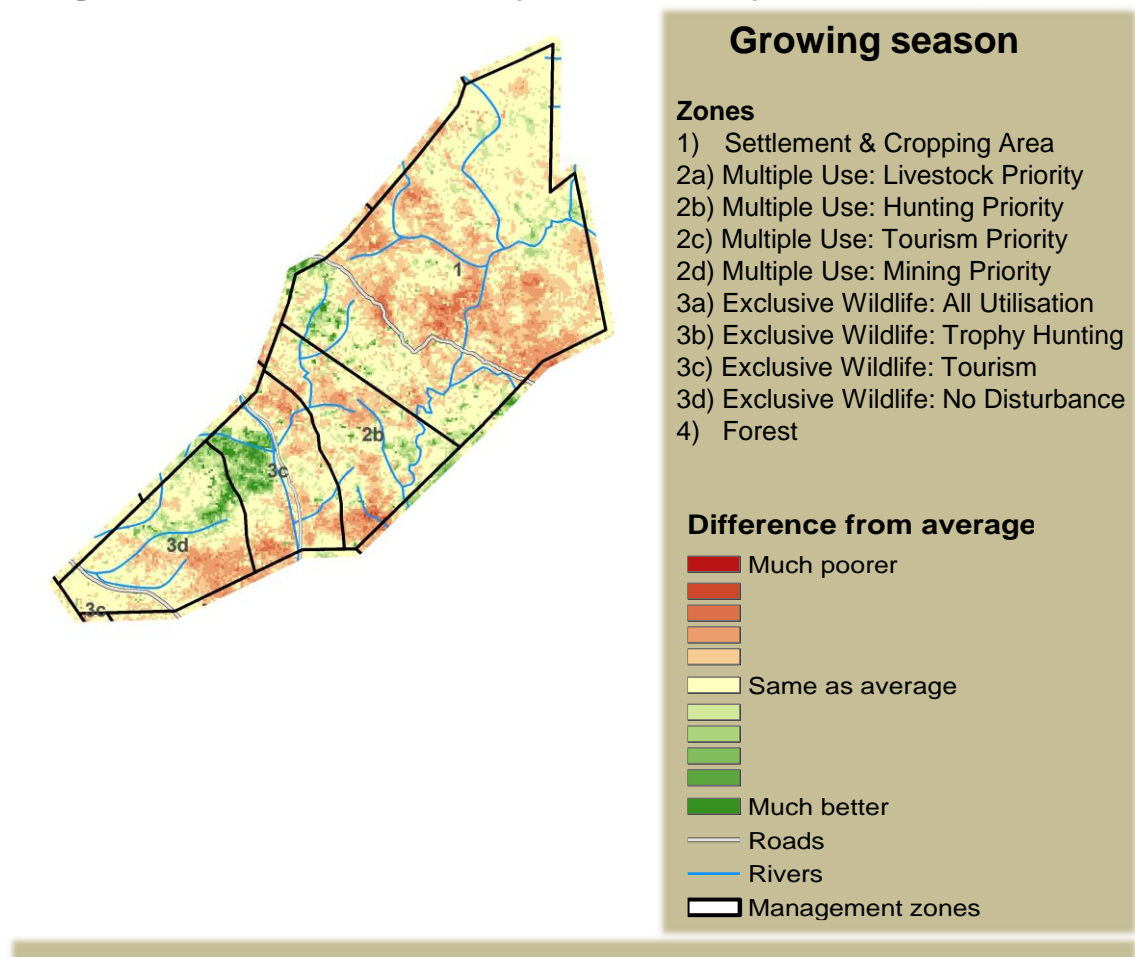 Growing season
Zones
1) Settlement & Cropping Area
2a) Multiple Use: Livestock Priority
2b) Multiple Use: Hunting Priority
2c) Multiple Use: Tourism Priority
2d) Multiple Use: Mining Priority
3a) Exclusive Wildlife: All Utilisation
3b) Exclusive Wildlife: Trophy Hunting
3c) Exclusive Wildlife: Tourism
3d) Exclusive Wildlife: No Disturbance
4) Forest
Difference from average
Much poorer
Same as average
Much better
Roads
Rivers
Management zones
1
2b
3c
3d
3c